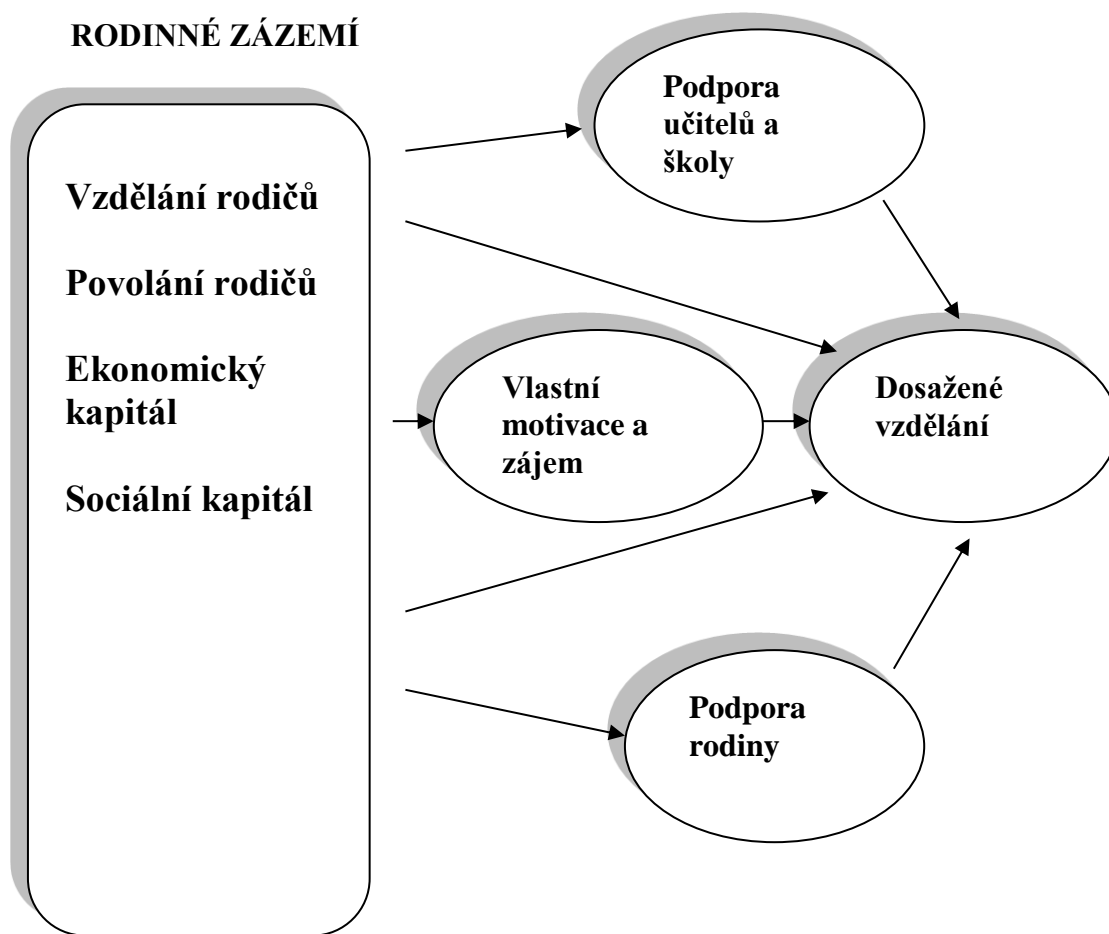 RODINNÉ ZÁZEMÍ
Vzdělání rodičů
Povolání rodičů
Ekonomický
kapitál
Sociální kapitál
Podpora
učitelů a
školy
Vlastní
motivace a
zájem
Dosažené
vzdělání
Podpora
rodiny